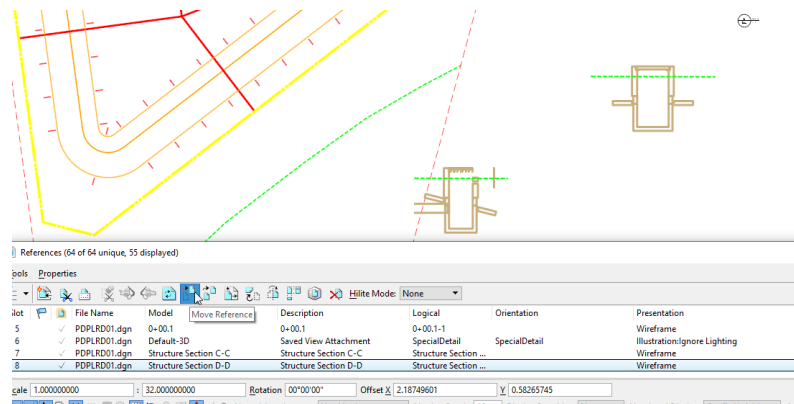 References (64 of 64 unique, 55 displayed)
Tools Properties
Hilite Mode: None
Slot File Name Model Description Logical Orientation Presentation
Move Reference
5 PDPLRD01.dgn 0+00.1 0+00.1 0+00.1-1 Wireframe
6 PDPLRD01.dgn Default-3D Saved View Attachment SpecialDetail SpecialDetail Illustration:Ignore Lighting
7 PDPLRD01.dgn Structure Section C-C Structure Section C-C Structure Section ... Wireframe
8 PDPLRD01.dgn Structure Section D-D Structure Section D-D Structure Section ... Wireframe
Scale 1.000000000 : 32.000000000 Rotation 00°00'00" Offset X 2.18749601 Y 0.58265745